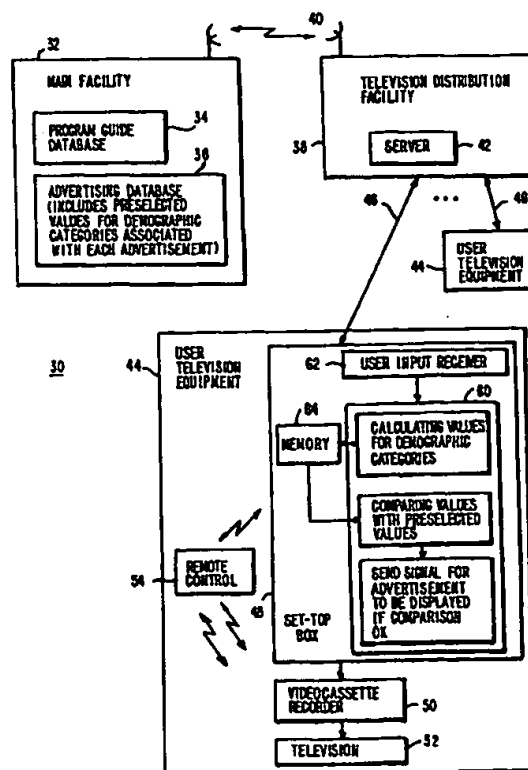 40
32
MAIN FACILITY
PROGRAM GUIDE
DATABASE
34
36
ADVERTISING DATABASE
(INCLUDES PRESELECTED
VALUES FOR DEMOGRAPHIC
CATEGORIES ASSOCIATED
WITH EACH ADVERTISEMENT)
TELEVISION DISTRIBUTION
FACILITY
38
SERVER
42
46
...
46
44
USER
TELEVISION
EQUIPMENT
30
44
USER
TELEVISION
EQUIPMENT
62
USER INPUT RECEIVER
60
64
MEMORY
CALCULATING VALUES
FOR DEMOGRAPHIC
CATEGORIES
COMPARING VALUES
WITH PRESELECTED
VALUES
SEND SIGNAL FOR
ADVERTISEMENT
TO BE DISPLAYED
IF COMPARISON
OK
54
REMOTE
CONTROL
48
SET-TOP
BOX
VIDEOCASSETTE
RECORDER
50
TELEVISION
52